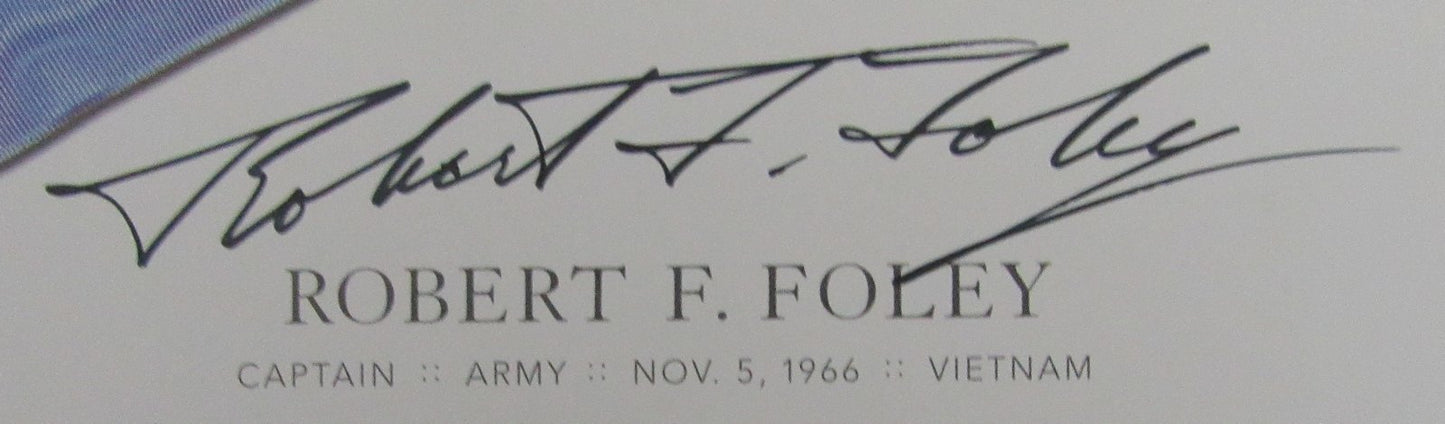 Robert F. Foley
ROBERT F. FOLEY
CAPTAIN :: ARMY :: NOV. 5, 1966 :: VIETNAM